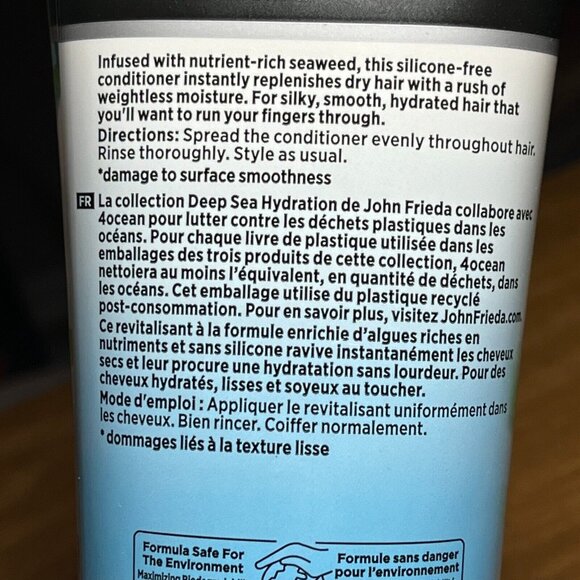 Infused with nutrient-rich seaweed, this silicone-free
conditioner instantly replenishes dry hair with a rush of
weightless moisture. For silky, smooth, hydrated hair that
you'll want to run your fingers through.
Directions: Spread the conditioner evenly throughout hair.
Rinse thoroughly. Style as usual.
*damage to surface smoothness
FR La collection Deep Sea Hydration de John Frieda collabore avec
4ocean pour lutter contre les déchets plastiques dans les
océans. Pour chaque livre de plastique utilisée dans les
emballages des trois produits de cette collection, 4ocean
nettoiera au moins l'équivalent, en quantité de déchets, dans
les océans. Cet emballage utilise du plastique recyclé
post-consommation. Pour en savoir plus, visitez JohnFrieda.com
Ce revitalisant à la formule enrichie d'algues riches en
nutriments et sans silicone ravive instantanément les cheveux
secs et leur procure une hydratation sans lourdeur. Pour des
cheveux hydratés, lisses et soyeux au toucher.
Mode d'emploi : Appliquer le revitalisant uniformément dans
les cheveux. Bien rincer. Coiffer normalement.
*dommages liés à la texture lisse
Formula Safe For
The Environment
Maximizing
Formule sans danger
pour l'environnement